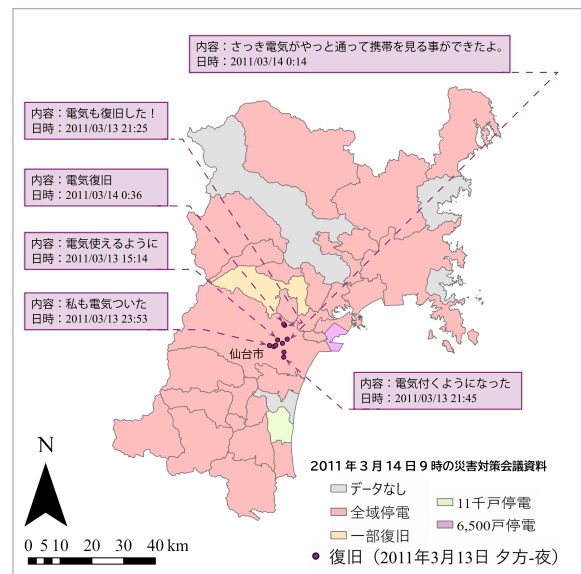 内容：さっき電気がやっと通って携帯を見る事ができたよ。
日時：2011/03/14 0:14
内容：電気も復旧した！
日時：2011/03/13 21:25
内容：電気復旧
日時：2011/03/14 0:36
内容：電気使えるように
日時：2011/03/13 15:14
内容：私も電気ついた
日時：2011/03/13 23:53
仙台市
内容：電気付くようになった
日時：2011/03/13 21:45
N
2011年3月14日9時の災害対策会議資料
データなし
全域停電
一部復旧
11千戸停電
6,500戸停電
復旧（2011年3月13日 夕方-夜）
0 5 10 20 30 40 km